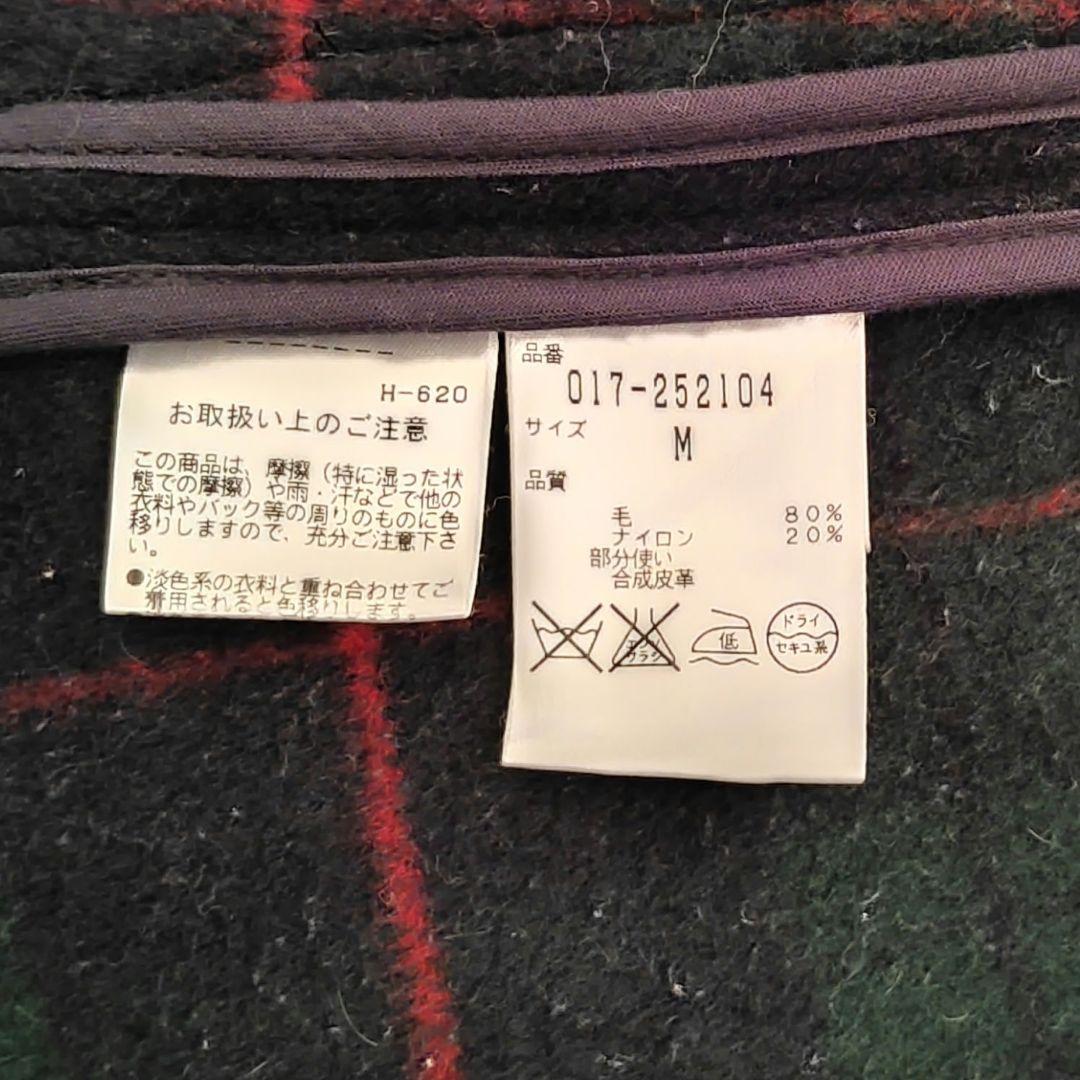 H-620
お取扱い上のご注意
この商品は、摩擦（特に湿った状
態での摩擦）や雨・汗などで他の
衣料やバック等の周りのものに色
移りしますので、充分ご注意下さ
い。
●淡色系の衣料と重ね合わせてご
着用されると色移りします。
品番
017-252104
サイズ
M
品質
毛 80%
ナイロン 20%
部分使い
合成皮革
エンソ
サラシ
低
ドライ
セキユ系